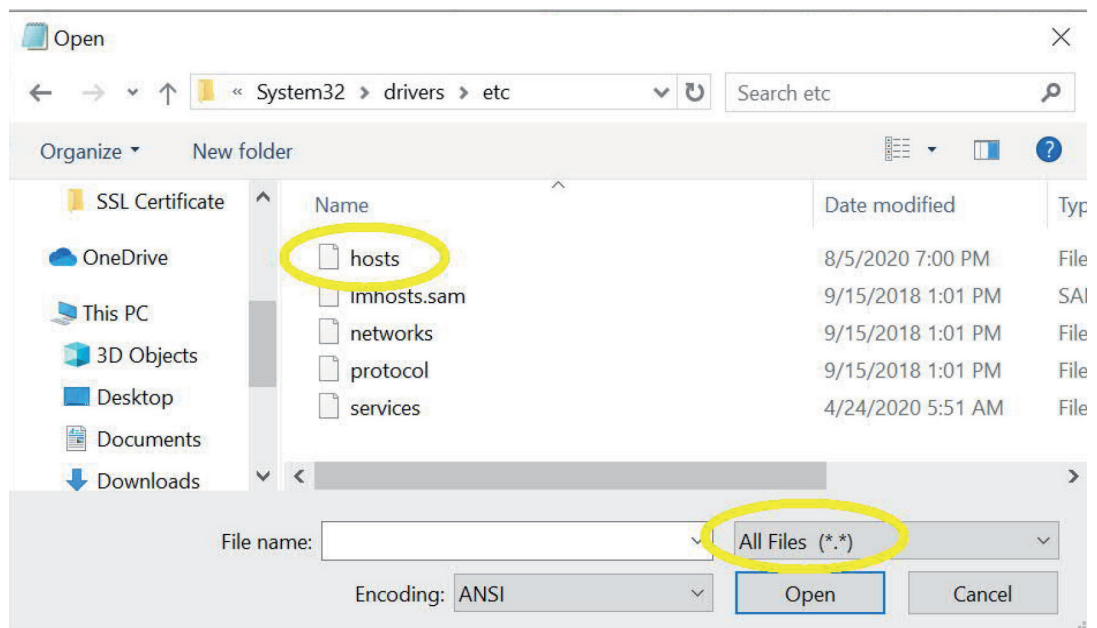 Open
« System32 > drivers > etc
Search etc
Organize
New folder
SSL Certificate
OneDrive
This PC
3D Objects
Desktop
Documents
Downloads
Name Date modified Typ
hosts 8/5/2020 7:00 PM File
lmhosts.sam 9/15/2018 1:01 PM SAM
networks 9/15/2018 1:01 PM File
protocol 9/15/2018 1:01 PM File
services 4/24/2020 5:51 AM File
File name:
All Files (*.*)
Encoding: ANSI
Open
Cancel